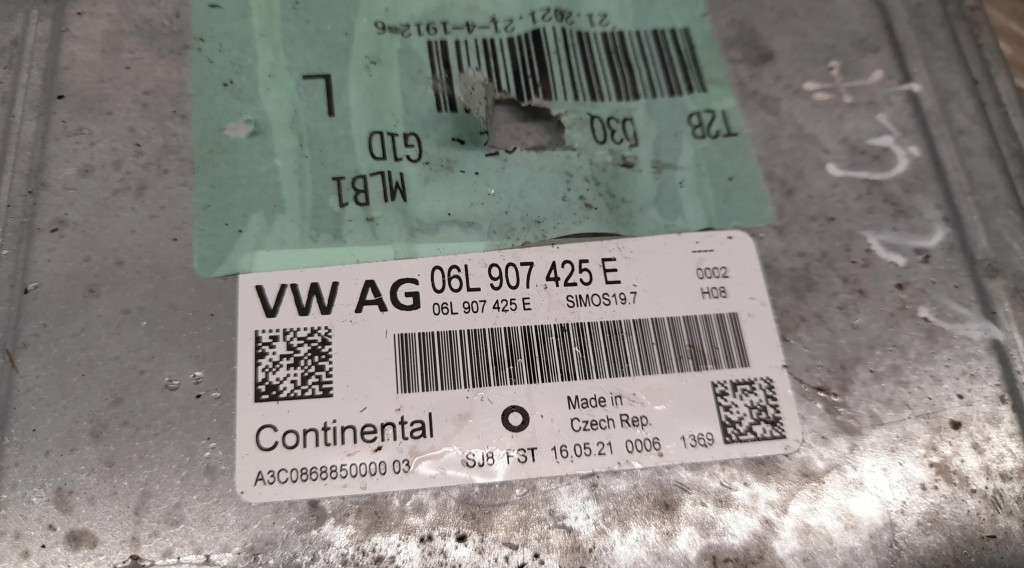 21.2021.21-4-1912-6
L
T2B
D3Q
G1D
MLB1
VW AG 06L 907 425 E
06L 907 425 E SIMOS19.7
0002
H08
Continental
Made in
Czech Rep.
A3C0868850000 03
SJ8 FST 16.05.21 0006 1369